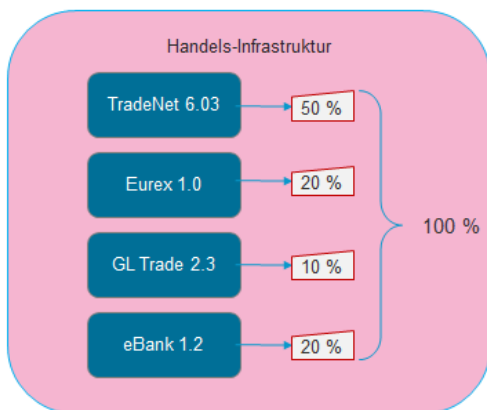 Handels-Infrastruktur
TradeNet 6.03
50 %
Eurex 1.0
20 %
100 %
GL Trade 2.3
10 %
eBank 1.2
20 %